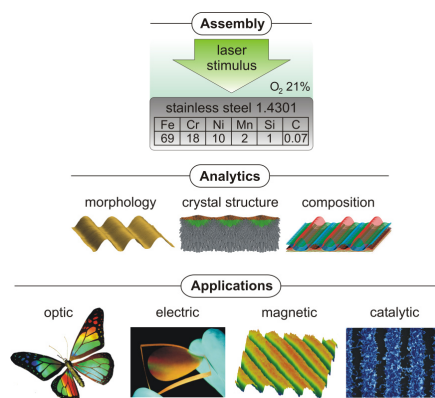 Assembly
laser
stimulus
O₂ 21%
stainless steel 1.4301
Fe Cr Ni Mn Si C
69 18 10 2 1 0.07
Analytics
morphology crystal structure composition
Applications
optic electric magnetic catalytic